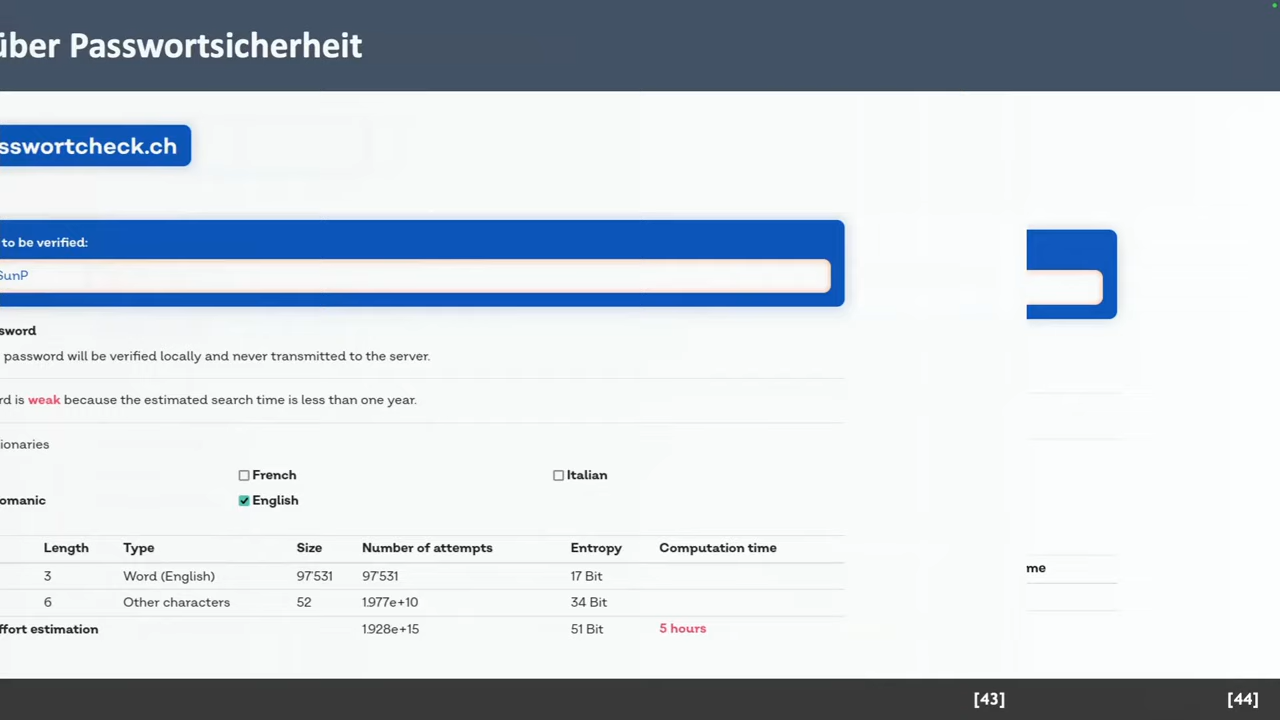 über Passwortsicherheit
sswortcheck.ch
to be verified:
SunP
sword
password will be verified locally and never transmitted to the server.
rd is weak because the estimated search time is less than one year.
ionaries
French Italian
omanic English
Length Type Size Number of attempts Entropy Computation time
me
3 Word (English) 97'531 97'531 17 Bit
6 Other characters 52 1.977e+10 34 Bit
ffort estimation 1.928e+15 51 Bit 5 hours
[43] [44]